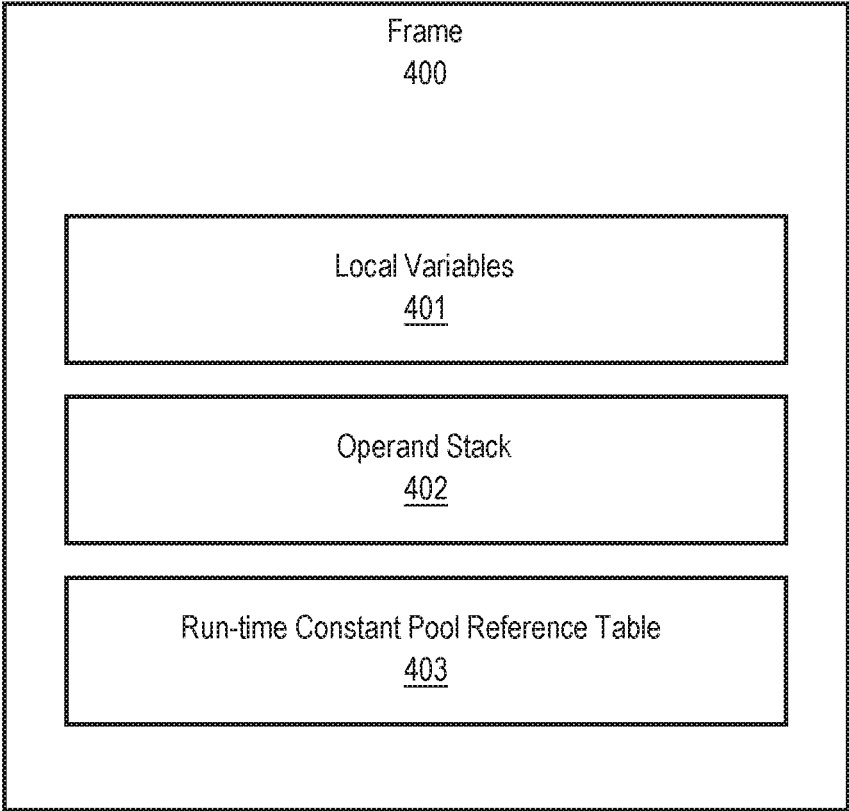 Frame
400
Local Variables
401
Operand Stack
402
Run-time Constant Pool Reference Table
403